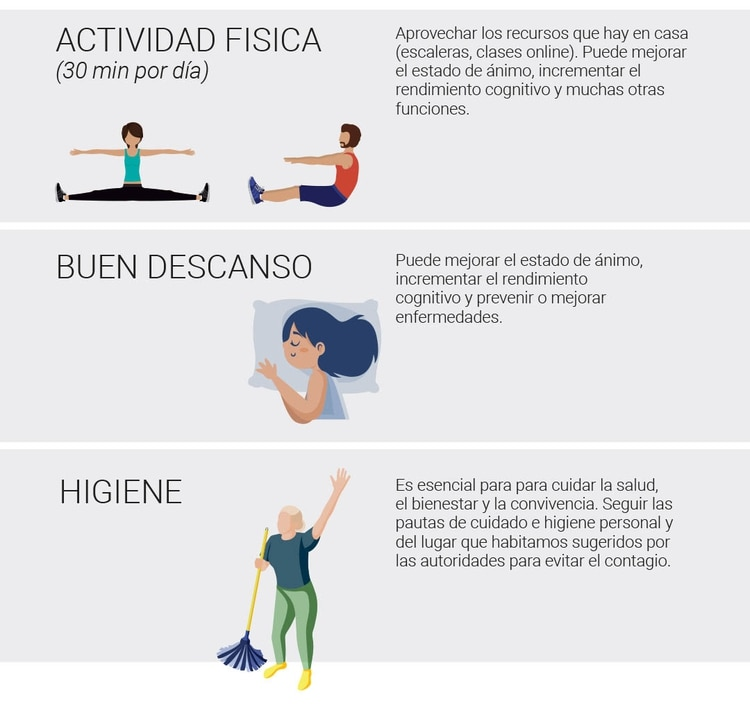 ACTIVIDAD FISICA
(30 min por día)
Aprovechar los recursos que hay en casa
(escaleras, clases online). Puede mejorar
el estado de ánimo, incrementar el
rendimiento cognitivo y muchas otras
funciones.
BUEN DESCANSO
Puede mejorar el estado de ánimo,
incrementar el rendimiento
cognitivo y prevenir o mejorar
enfermedades.
HIGIENE
Es esencial para para cuidar la salud,
el bienestar y la convivencia. Seguir las
pautas de cuidado e higiene personal y
del lugar que habitamos sugeridos por
las autoridades para evitar el contagio.